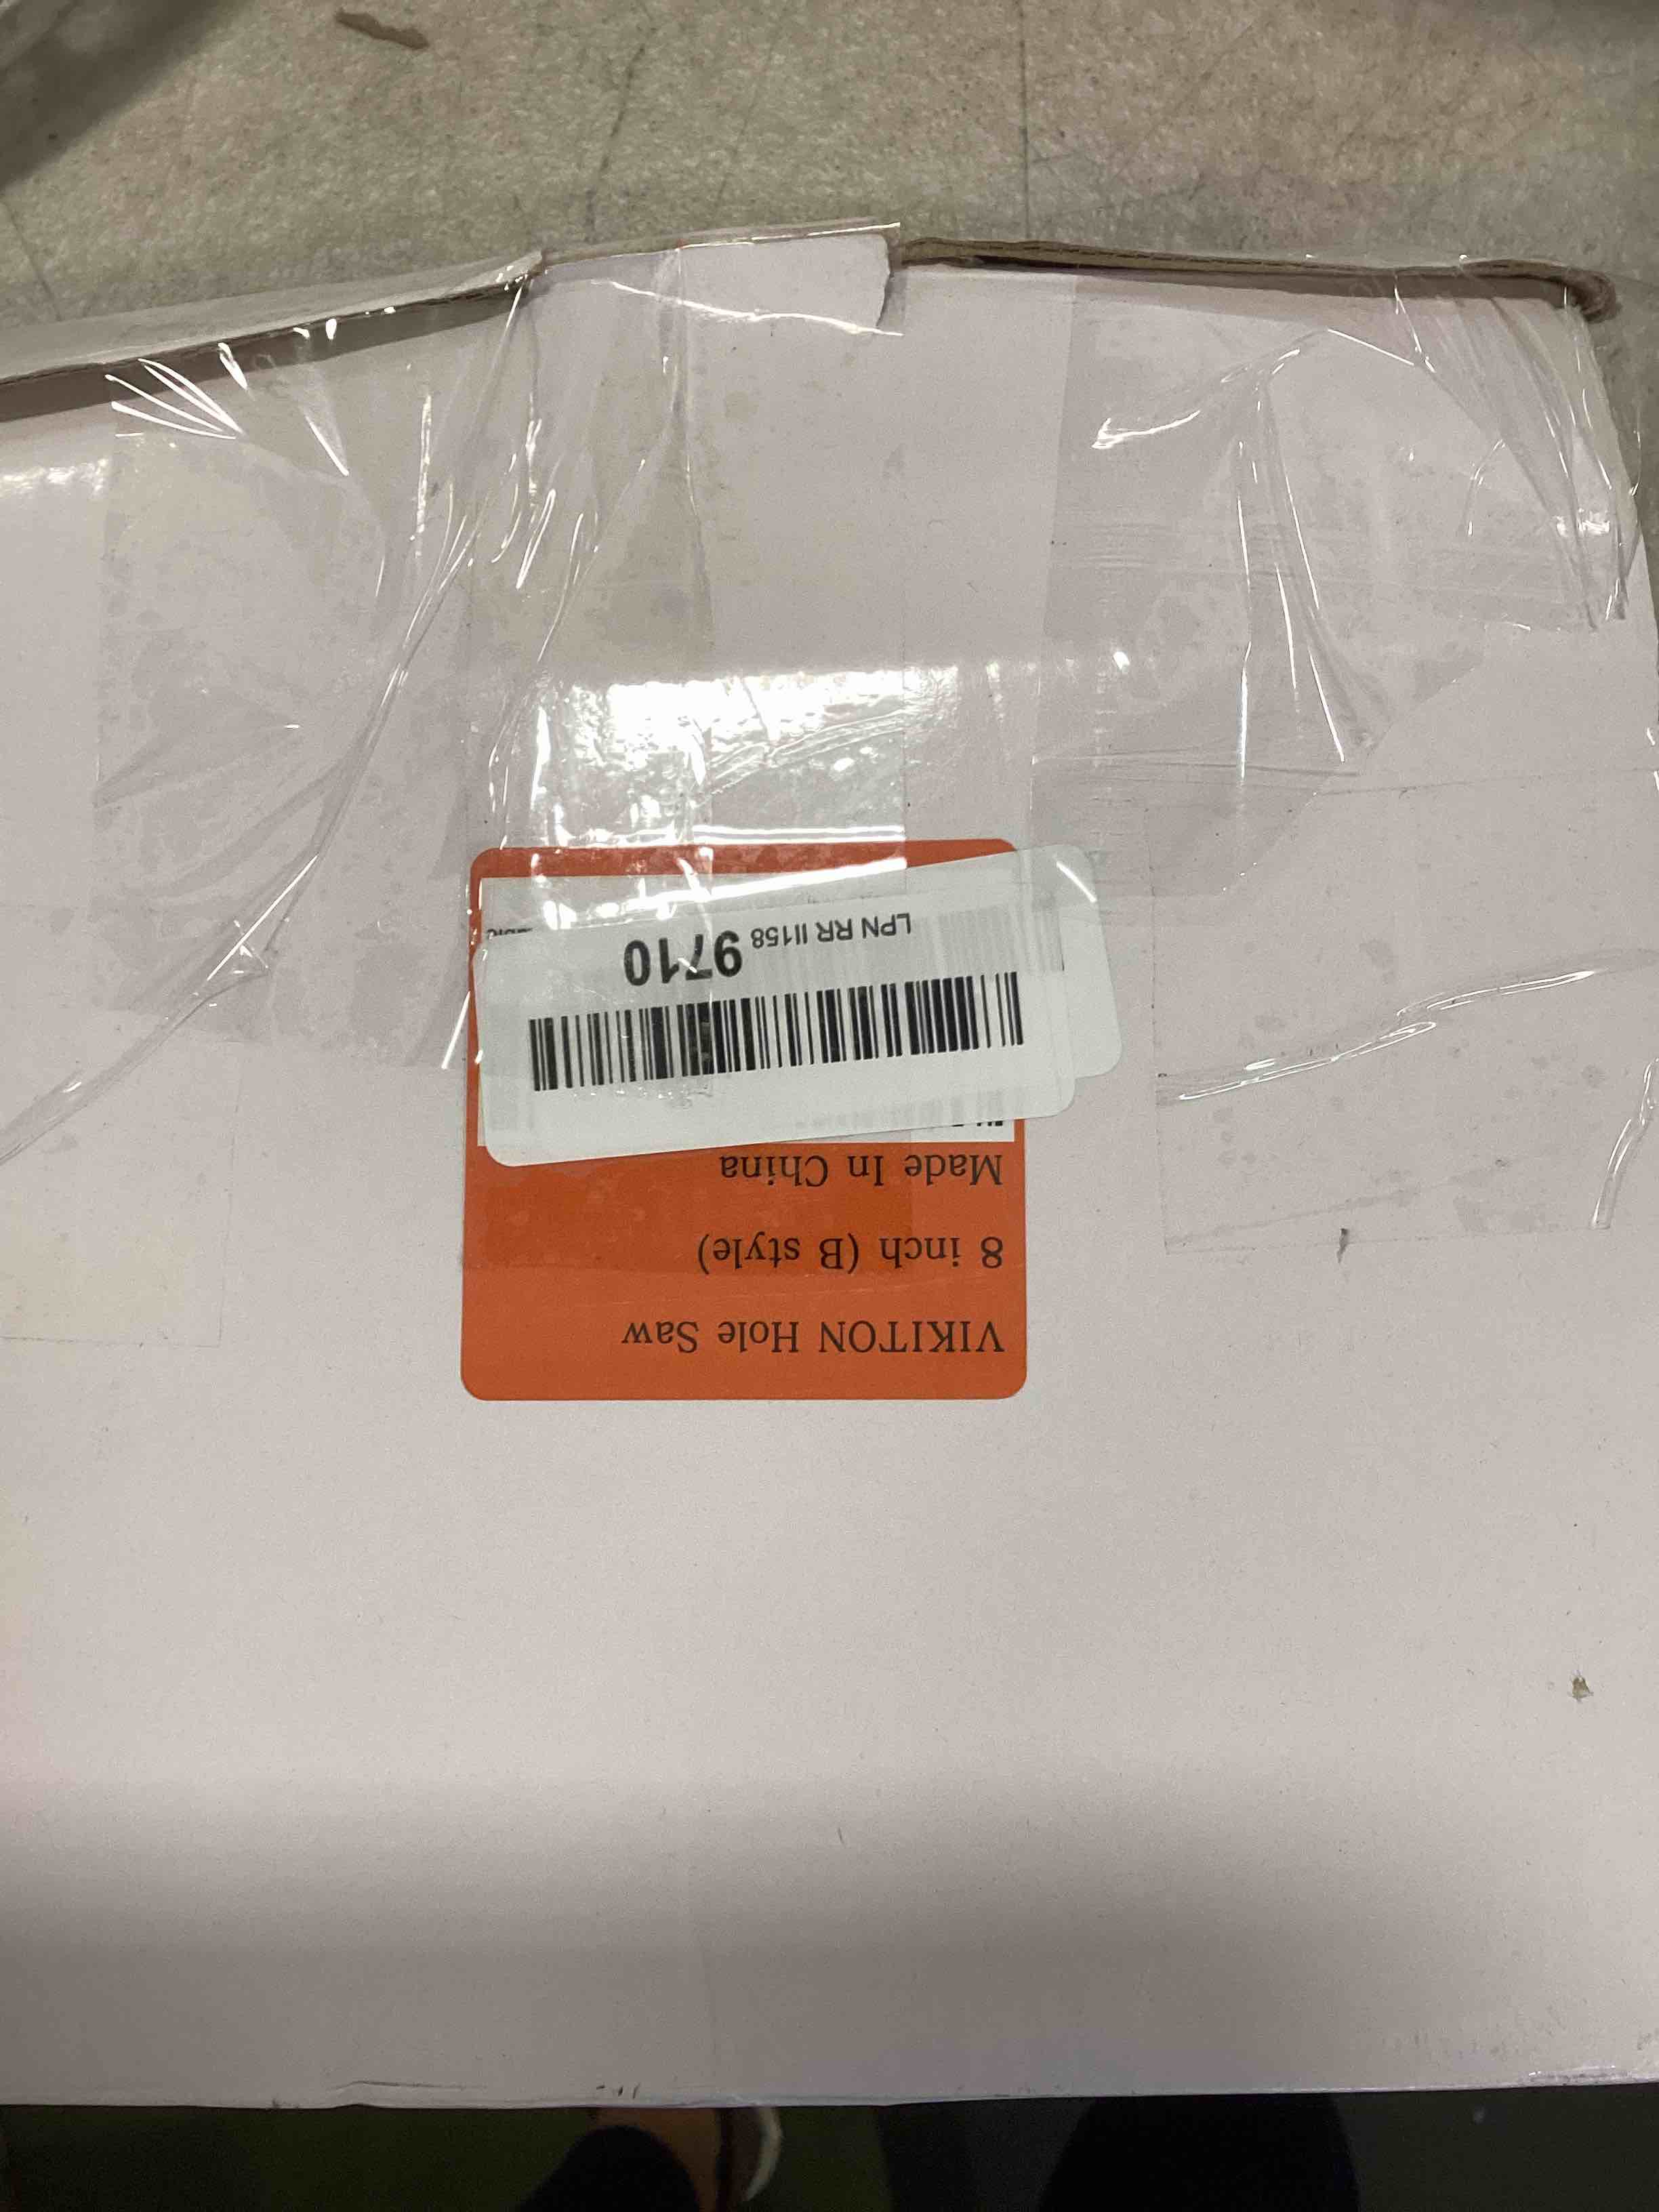 VIKITON Hole Saw
8 inch (B style)
Made In China
LPN RR II158 9710